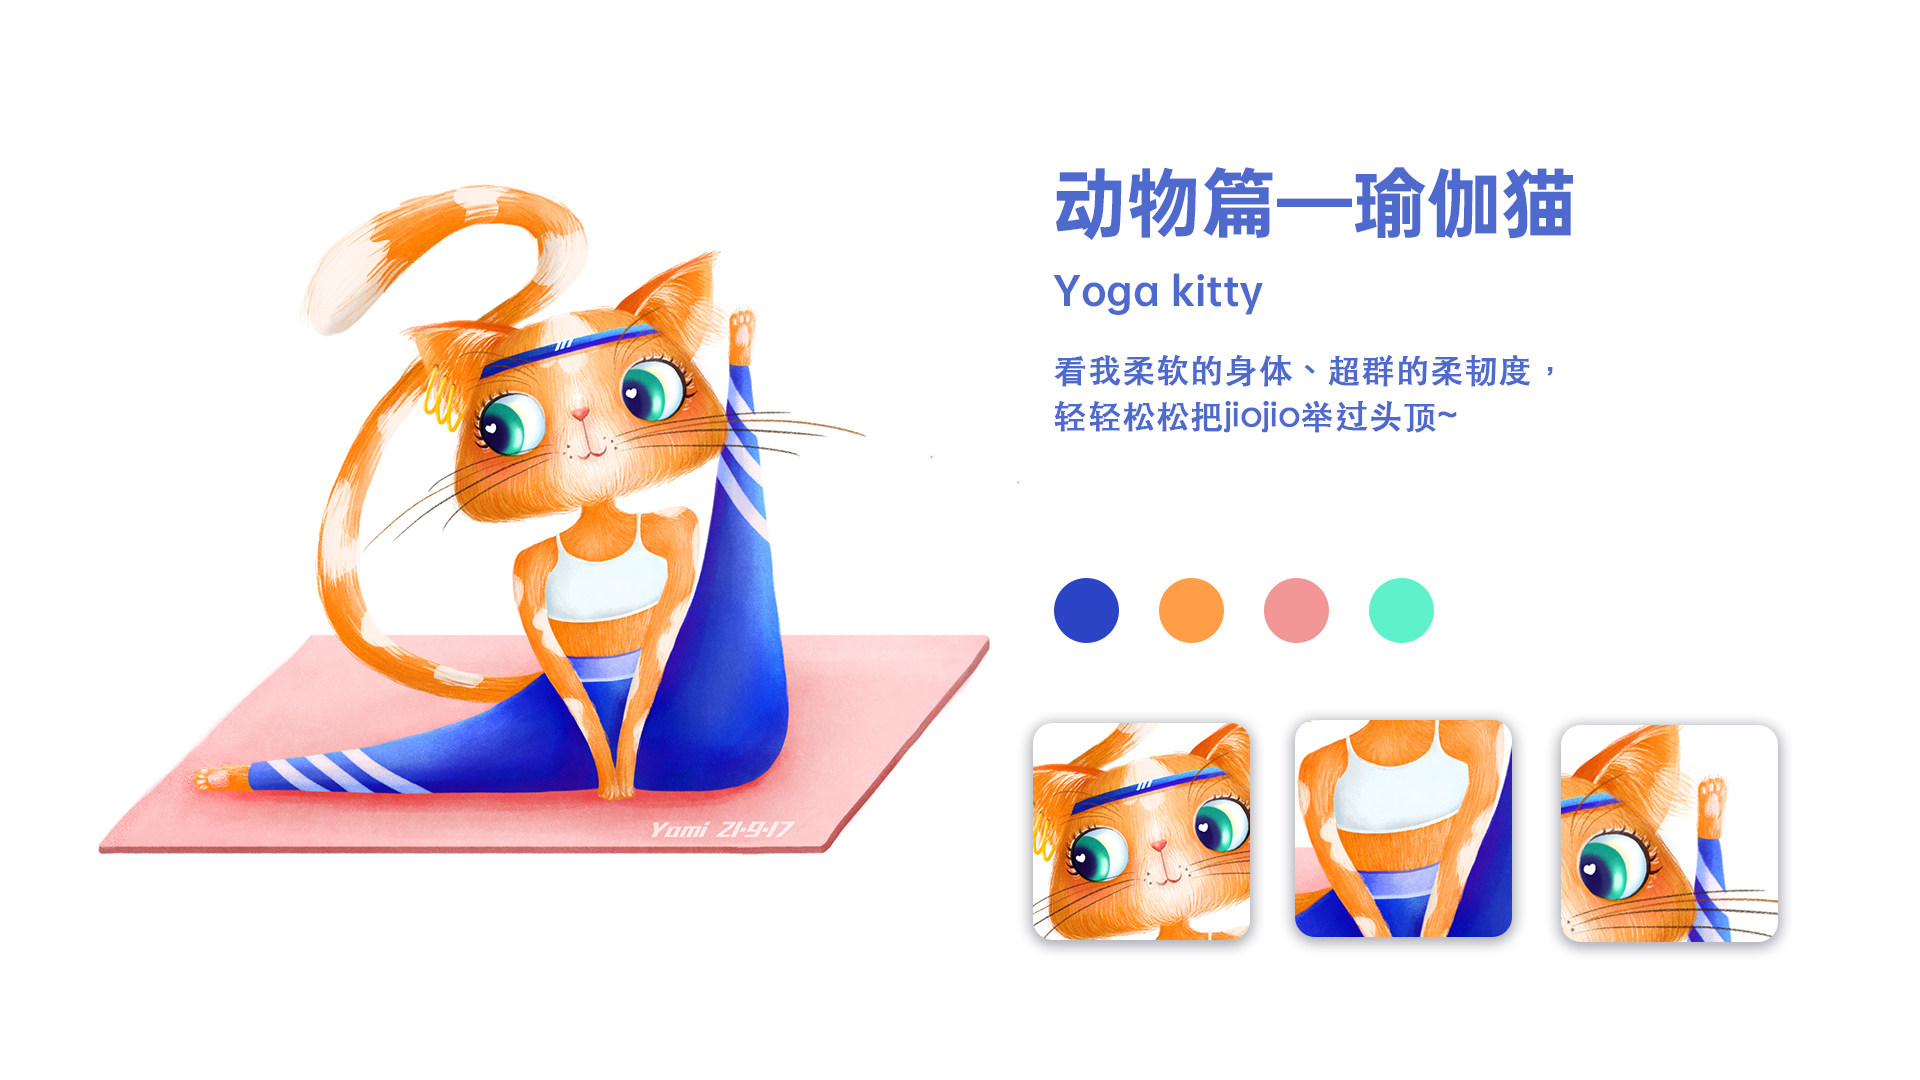 动物篇—瑜伽猫
Yoga kitty
看我柔软的身体、超群的柔韧度，
轻轻松松把jiojio举过头顶~
Yami 21·9·17